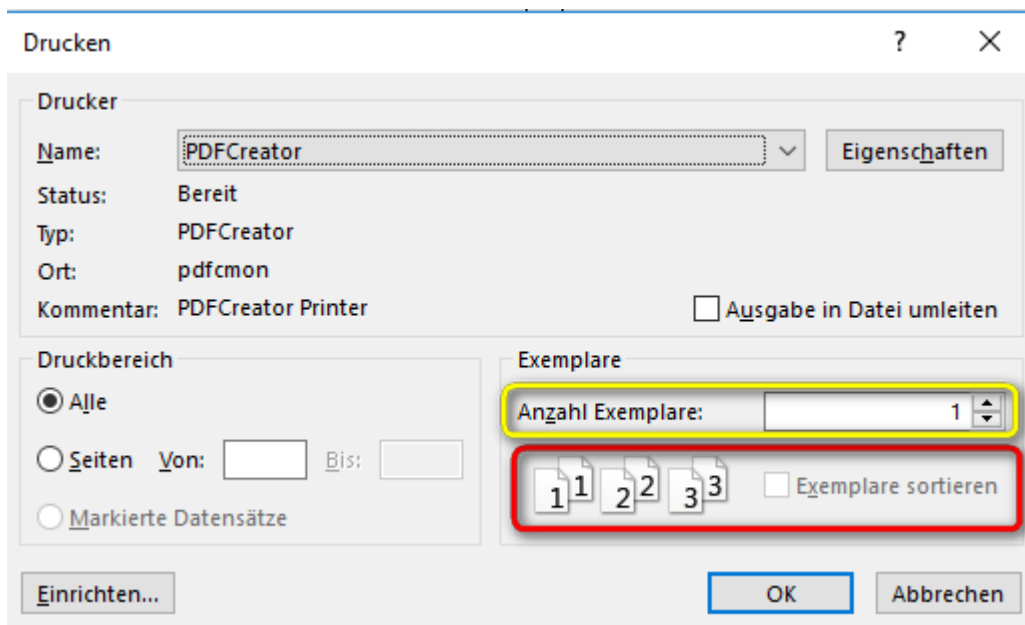 Drucken ?
Drucker
Name: PDFCreator Eigenschaften
Status: Bereit
Typ: PDFCreator
Ort: pdfcmon
Kommentar: PDFCreator Printer Ausgabe in Datei umleiten
Druckbereich Exemplare
Alle Anzahl Exemplare: 1
Seiten Von: Bis: 1 1 2 2 3 3 Exemplare sortieren
Markierte Datensätze
Einrichten... OK Abbrechen